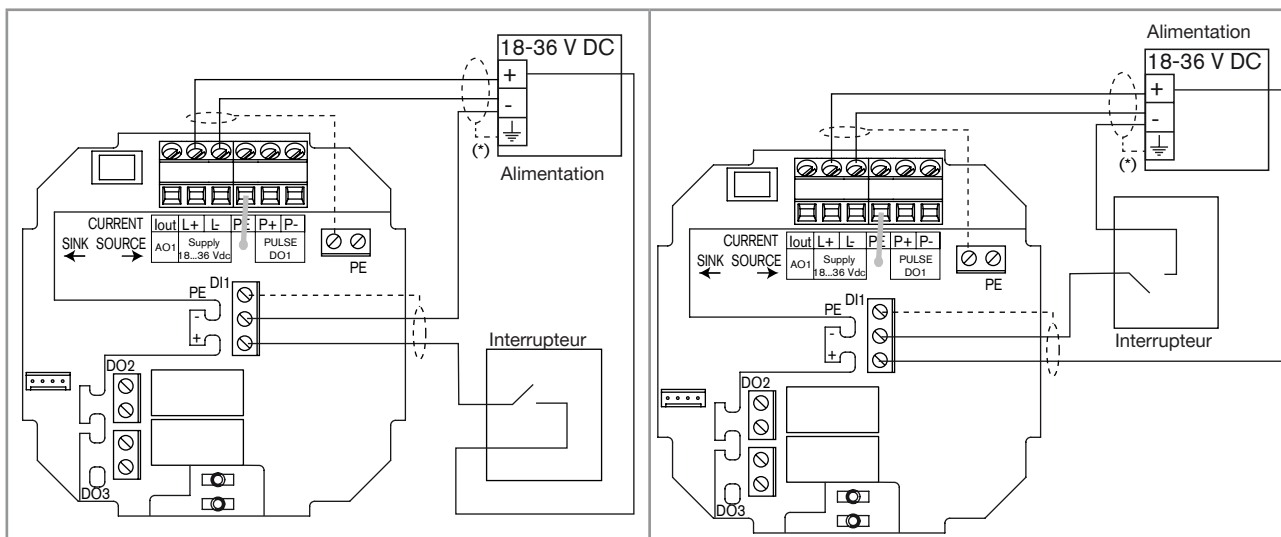 18-36 V DC
+
-
(*)
Alimentation
CURRENT
SINK SOURCE
Iout L+ L- PE P+ P-
AO1 Supply 18...36 Vdc PULSE DO1
PE
DI1
PE
-
+
Interrupteur
DO2
DO3
Alimentation
18-36 V DC
+
-
(*)
CURRENT
SINK SOURCE
Iout L+ L- PE P+ P-
AO1 Supply 18...36 Vdc PULSE DO1
PE
DI1
PE
-
+
Interrupteur
DO2
DO3